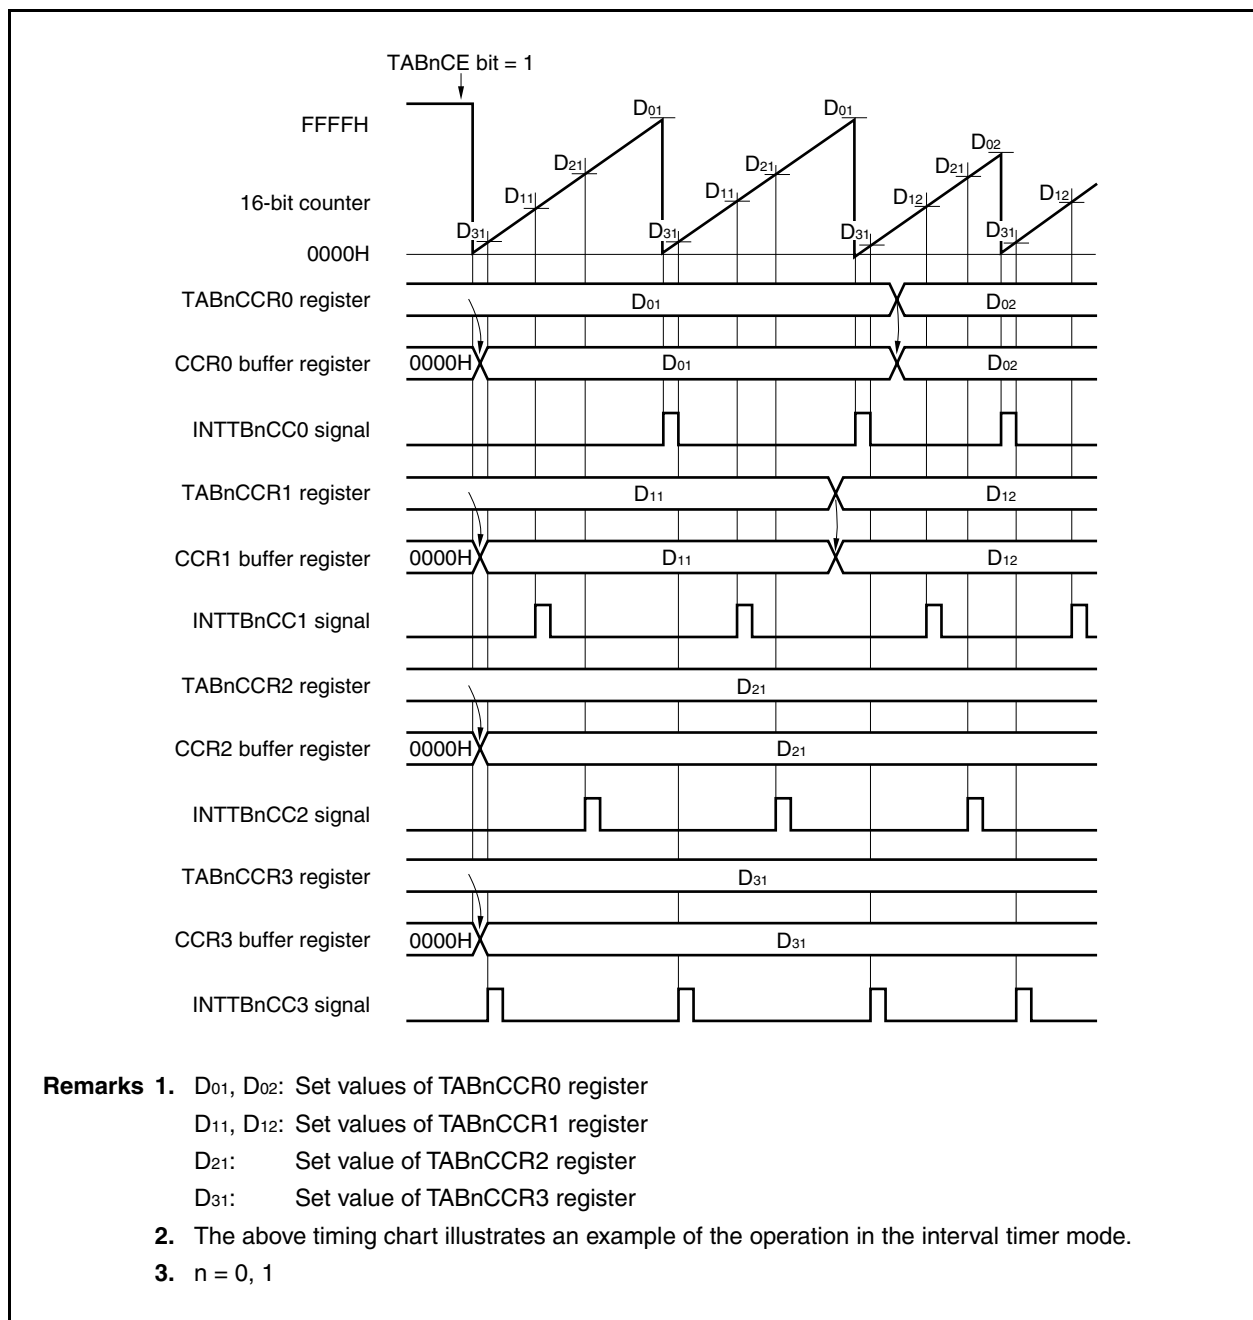 TABnCE bit = 1
D01 D01
FFFFH
D02
D21 D21 D21
D11 D11 D12 D12
16-bit counter
D31 D31 D31 D31
0000H
TABnCCR0 register D01 D02
CCR0 buffer register 0000H D01 D02
INTTBnCC0 signal
TABnCCR1 register D11 D12
CCR1 buffer register 0000H D11 D12
INTTBnCC1 signal
TABnCCR2 register D21
CCR2 buffer register 0000H D21
INTTBnCC2 signal
TABnCCR3 register D31
CCR3 buffer register 0000H D31
INTTBnCC3 signal
Remarks 1. D01, D02: Set values of TABnCCR0 register
D11, D12: Set values of TABnCCR1 register
D21: Set value of TABnCCR2 register
D31: Set value of TABnCCR3 register
2. The above timing chart illustrates an example of the operation in the interval timer mode.
3. n = 0, 1